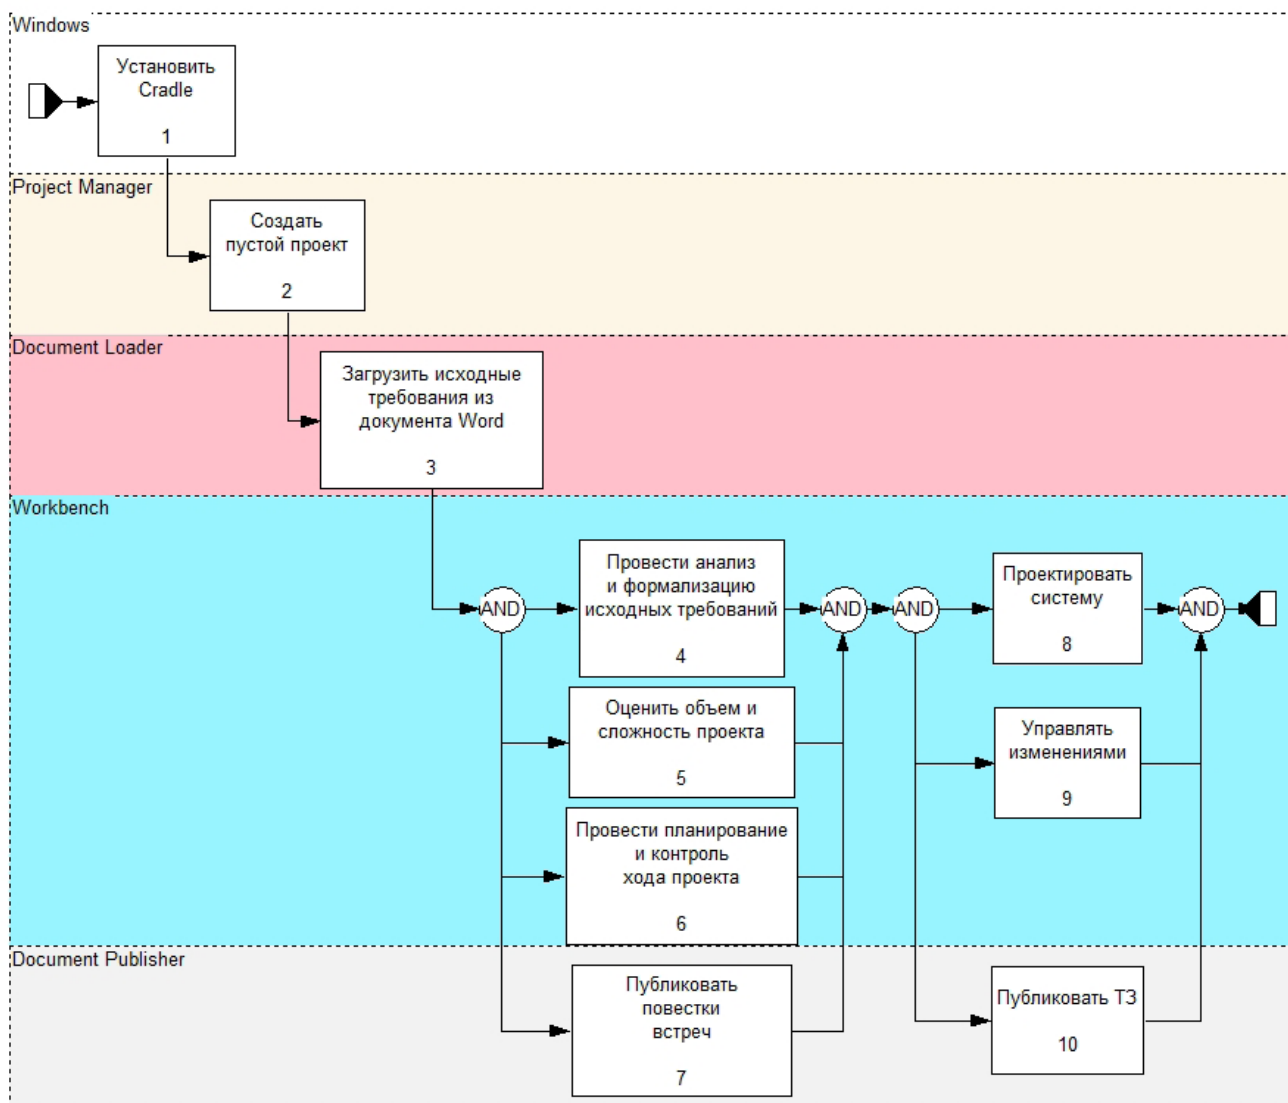 Windows
Установить
Cradle
1
Project Manager
Создать
пустой проект
2
Document Loader
Загрузить исходные
требования из
документа Word
3
Workbench
AND
Провести анализ
и формализацию
исходных требований
4
AND
AND
Проектировать
систему
8
AND
Оценить объем и
сложность проекта
5
Управлять
изменениями
9
Провести планирование
и контроль
хода проекта
6
Document Publisher
Публиковать
повестки
встреч
7
Публиковать ТЗ
10